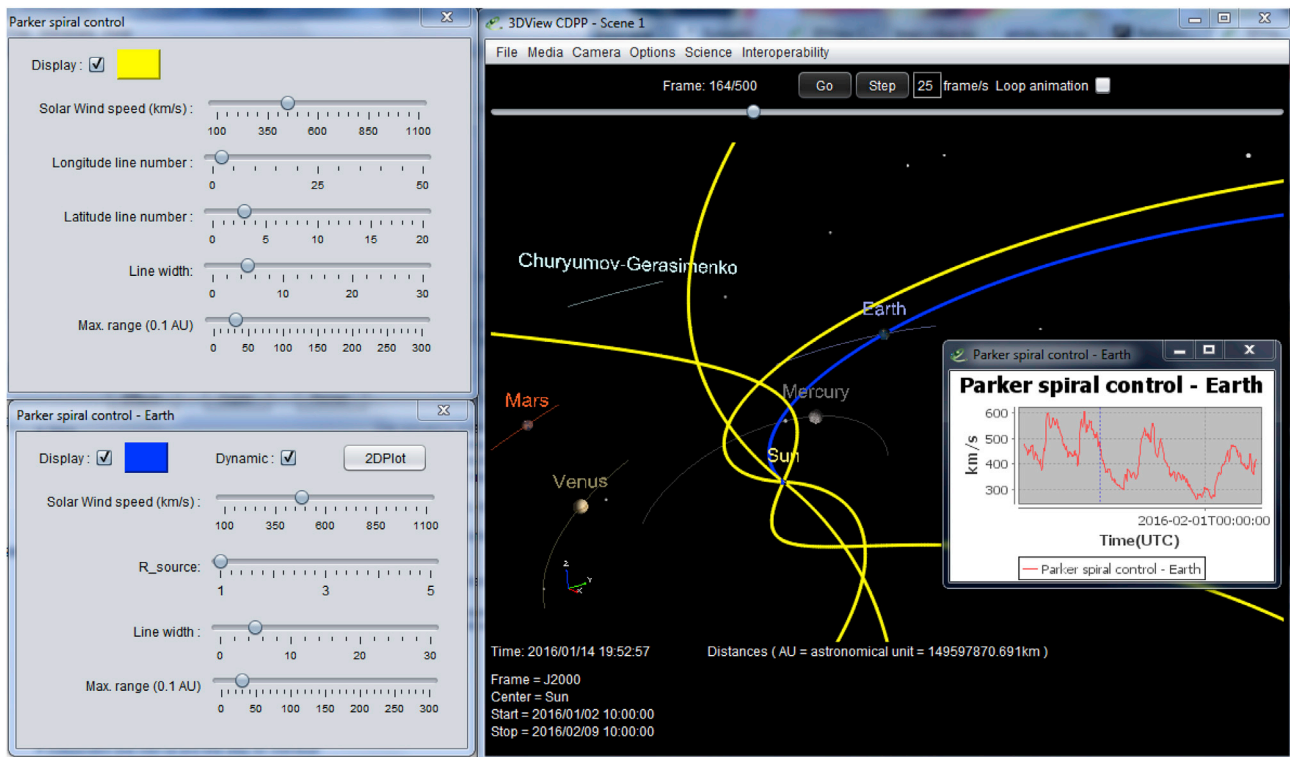 Parker spiral control
Display :
Solar Wind speed (km/s) :
100 350 600 850 1100
Longitude line number :
0 25 50
Latitude line number :
0 5 10 15 20
Line width:
0 10 20 30
Max. range (0.1 AU)
0 50 100 150 200 250 300
Parker spiral control - Earth
Display : Dynamic : 2DPlot
Solar Wind speed (km/s) :
100 350 600 850 1100
R_source:
1 3 5
Line width :
0 10 20 30
Max. range (0.1 AU)
0 50 100 150 200 250 300
3DView CDPP - Scene 1
File Media Camera Options Science Interoperability
Frame: 164/500 Go Step 25 frame/s Loop animation
Churyumov-Gerasimenko
Earth
Mercury
Mars
Sun
Venus
Z
Y
X
Parker spiral control - Earth
Parker spiral control - Earth
600
500
400
300
km/s
2016-02-01T00:00:00
Time(UTC)
Parker spiral control - Earth
Time: 2016/01/14 19:52:57 Distances ( AU = astronomical unit = 149597870.691km )
Frame = J2000
Center = Sun
Start = 2016/01/02 10:00:00
Stop = 2016/02/09 10:00:00